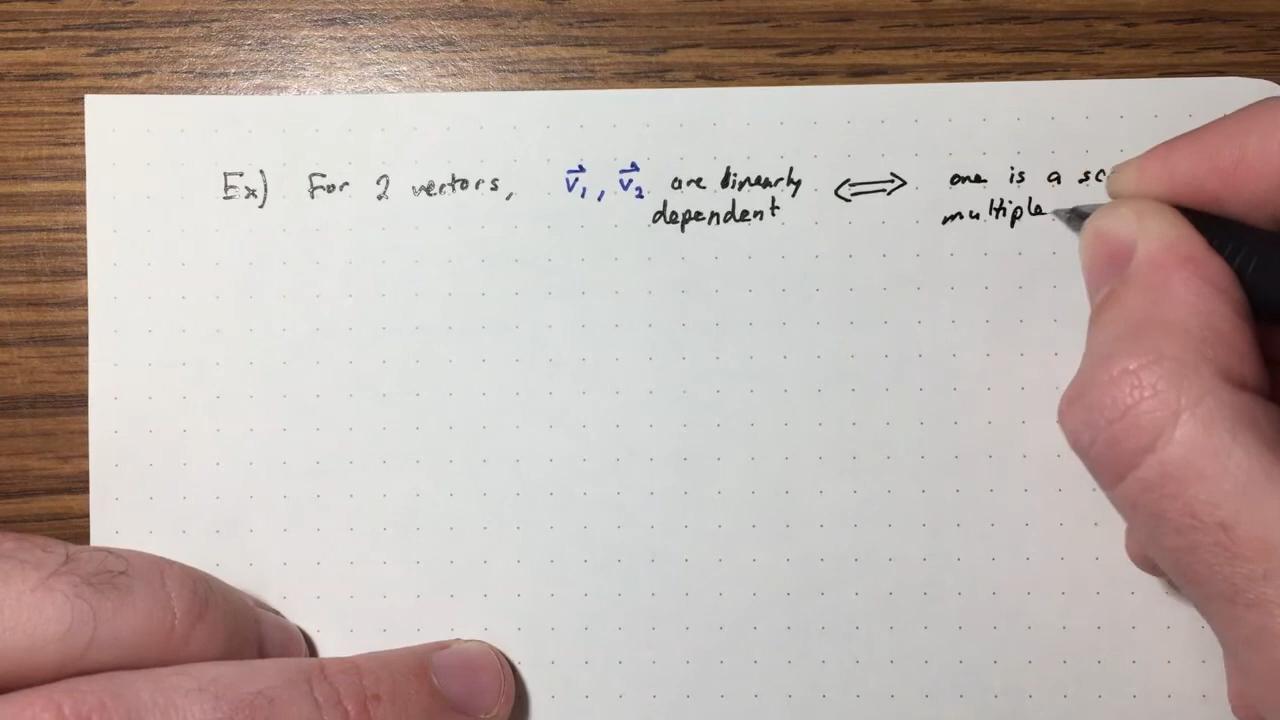 Ex) For 2 vectors, v⃗₁, v⃗₂ are linearly ⟺ one is a
dependent multiple